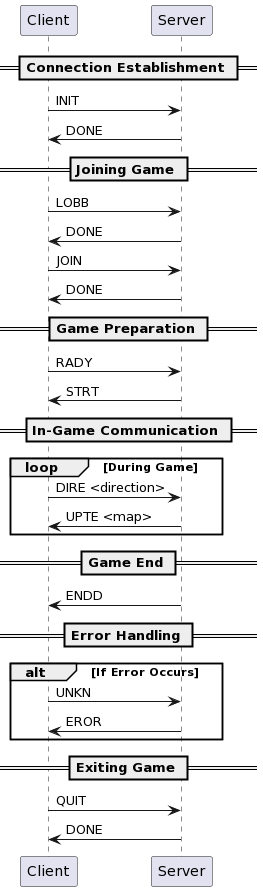 Client Server
Connection Establishment
INIT
DONE
Joining Game
LOBB
DONE
JOIN
DONE
Game Preparation
RADY
STRT
In-Game Communication
loop [During Game]
DIRE <direction>
UPTE <map>
Game End
ENDD
Error Handling
alt [If Error Occurs]
UNKN
EROR
Exiting Game
QUIT
DONE
Client Server